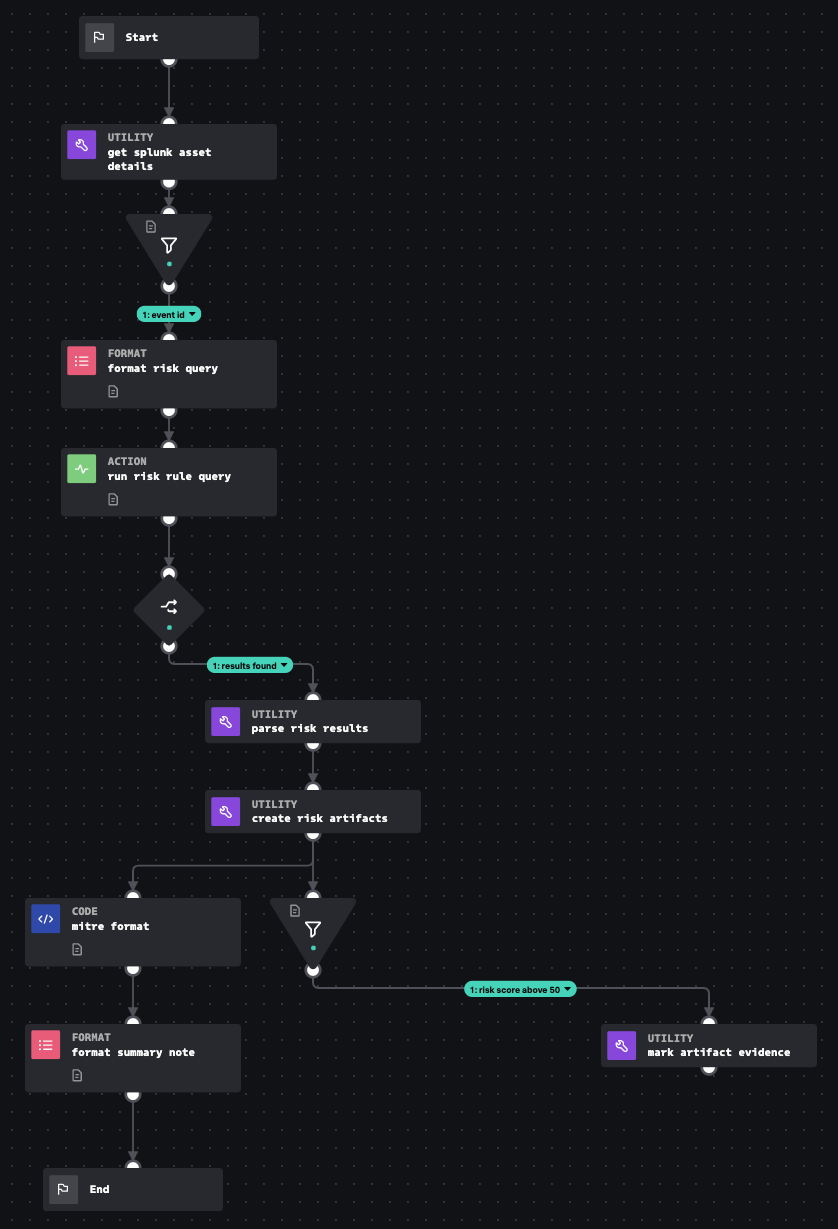 Start
UTILITY
get splunk asset
details
1: event id
FORMAT
format risk query
ACTION
run risk rule query
1: results found
UTILITY
parse risk results
UTILITY
create risk artifacts
CODE
mitre format
1: risk score above 50
FORMAT
format summary note
UTILITY
mark artifact evidence
End